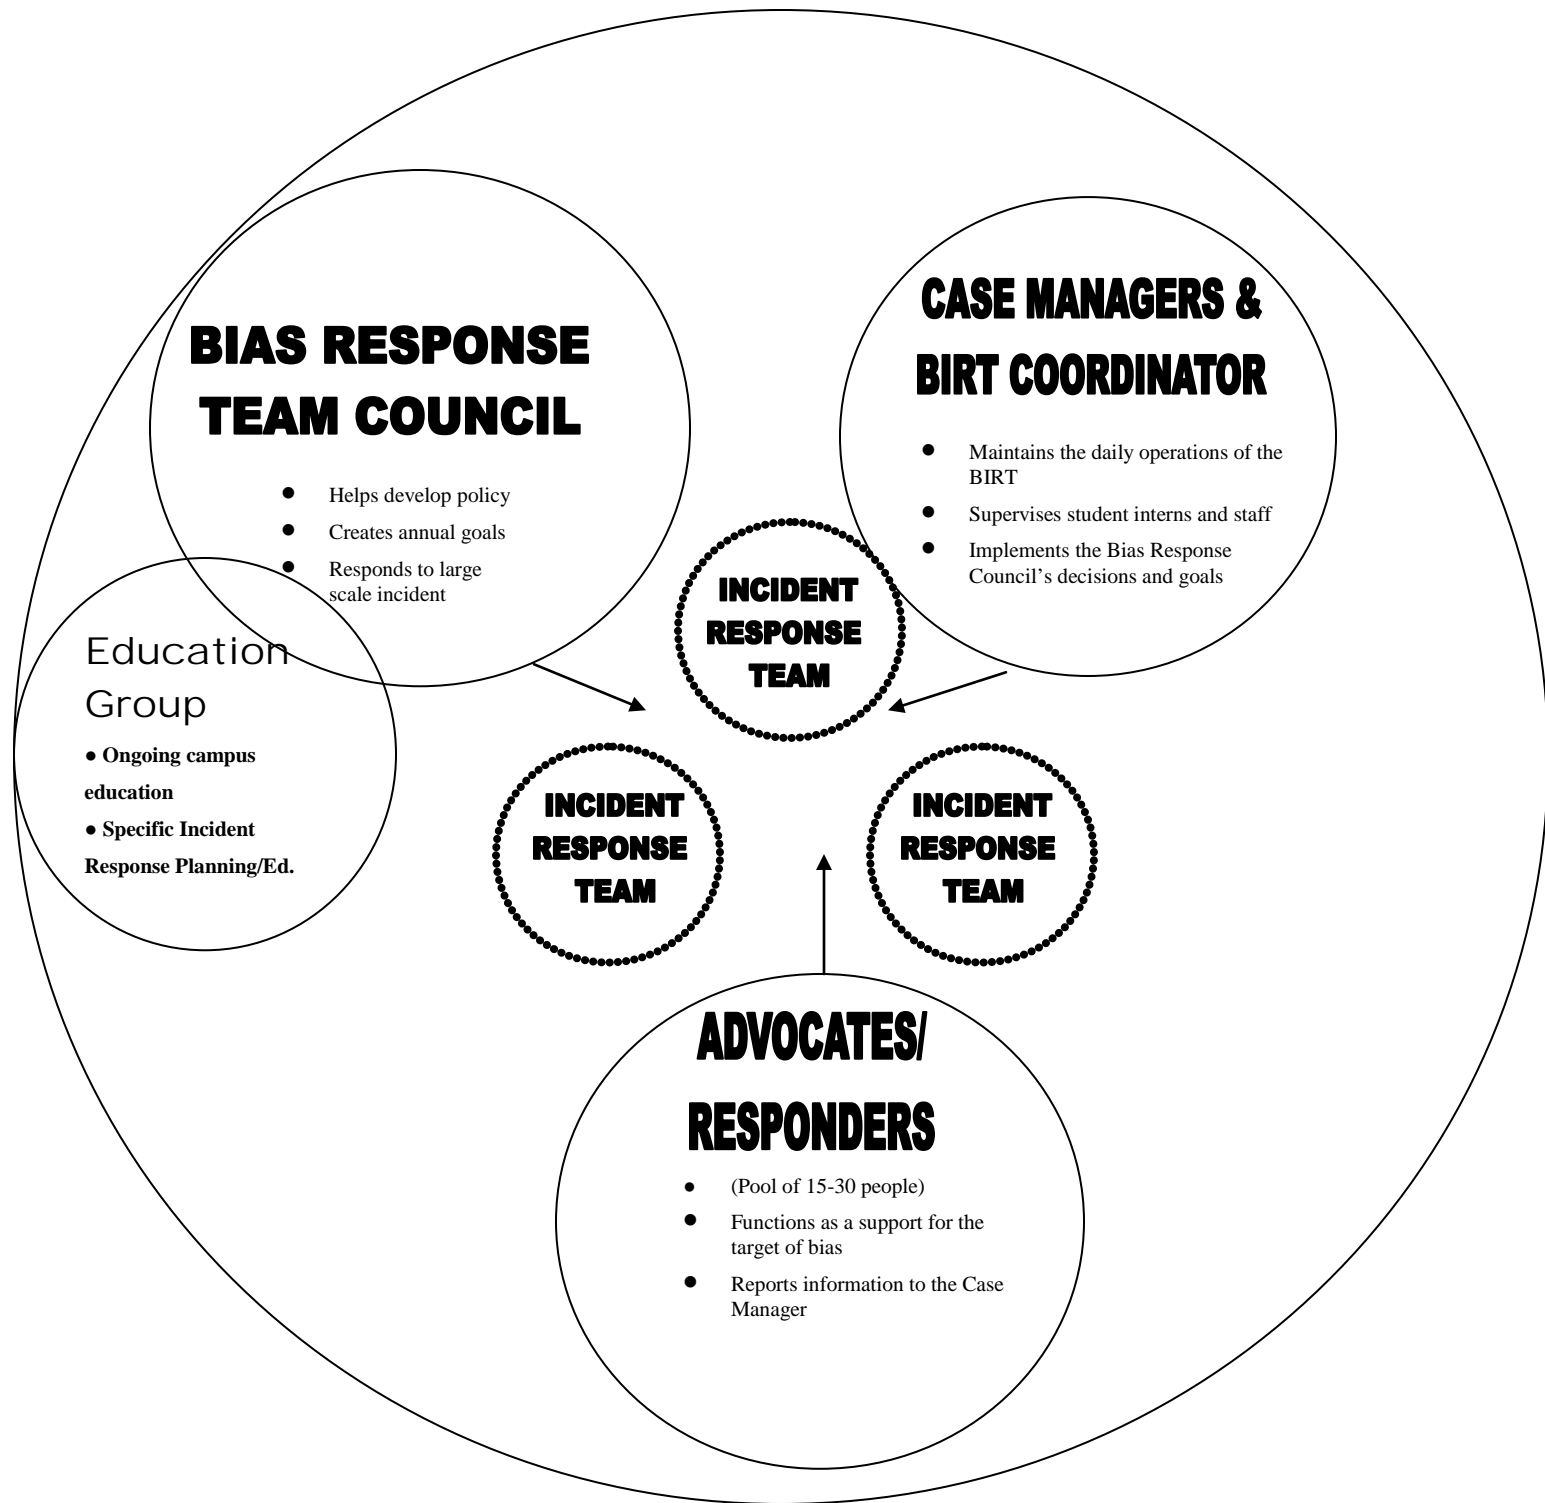 BIAS RESPONSE
TEAM COUNCIL
● Helps develop policy
● Creates annual goals
● Responds to large
scale incident
CASE MANAGERS &
BIRT COORDINATOR
● Maintains the daily operations of the
BIRT
● Supervises student interns and staff
● Implements the Bias Response
Council’s decisions and goals
INCIDENT
RESPONSE
TEAM
Education
Group
● Ongoing campus
education
● Specific Incident
Response Planning/Ed.
INCIDENT
RESPONSE
TEAM
INCIDENT
RESPONSE
TEAM
ADVOCATES/
RESPONDERS
● (Pool of 15-30 people)
● Functions as a support for the
target of bias
● Reports information to the Case
Manager